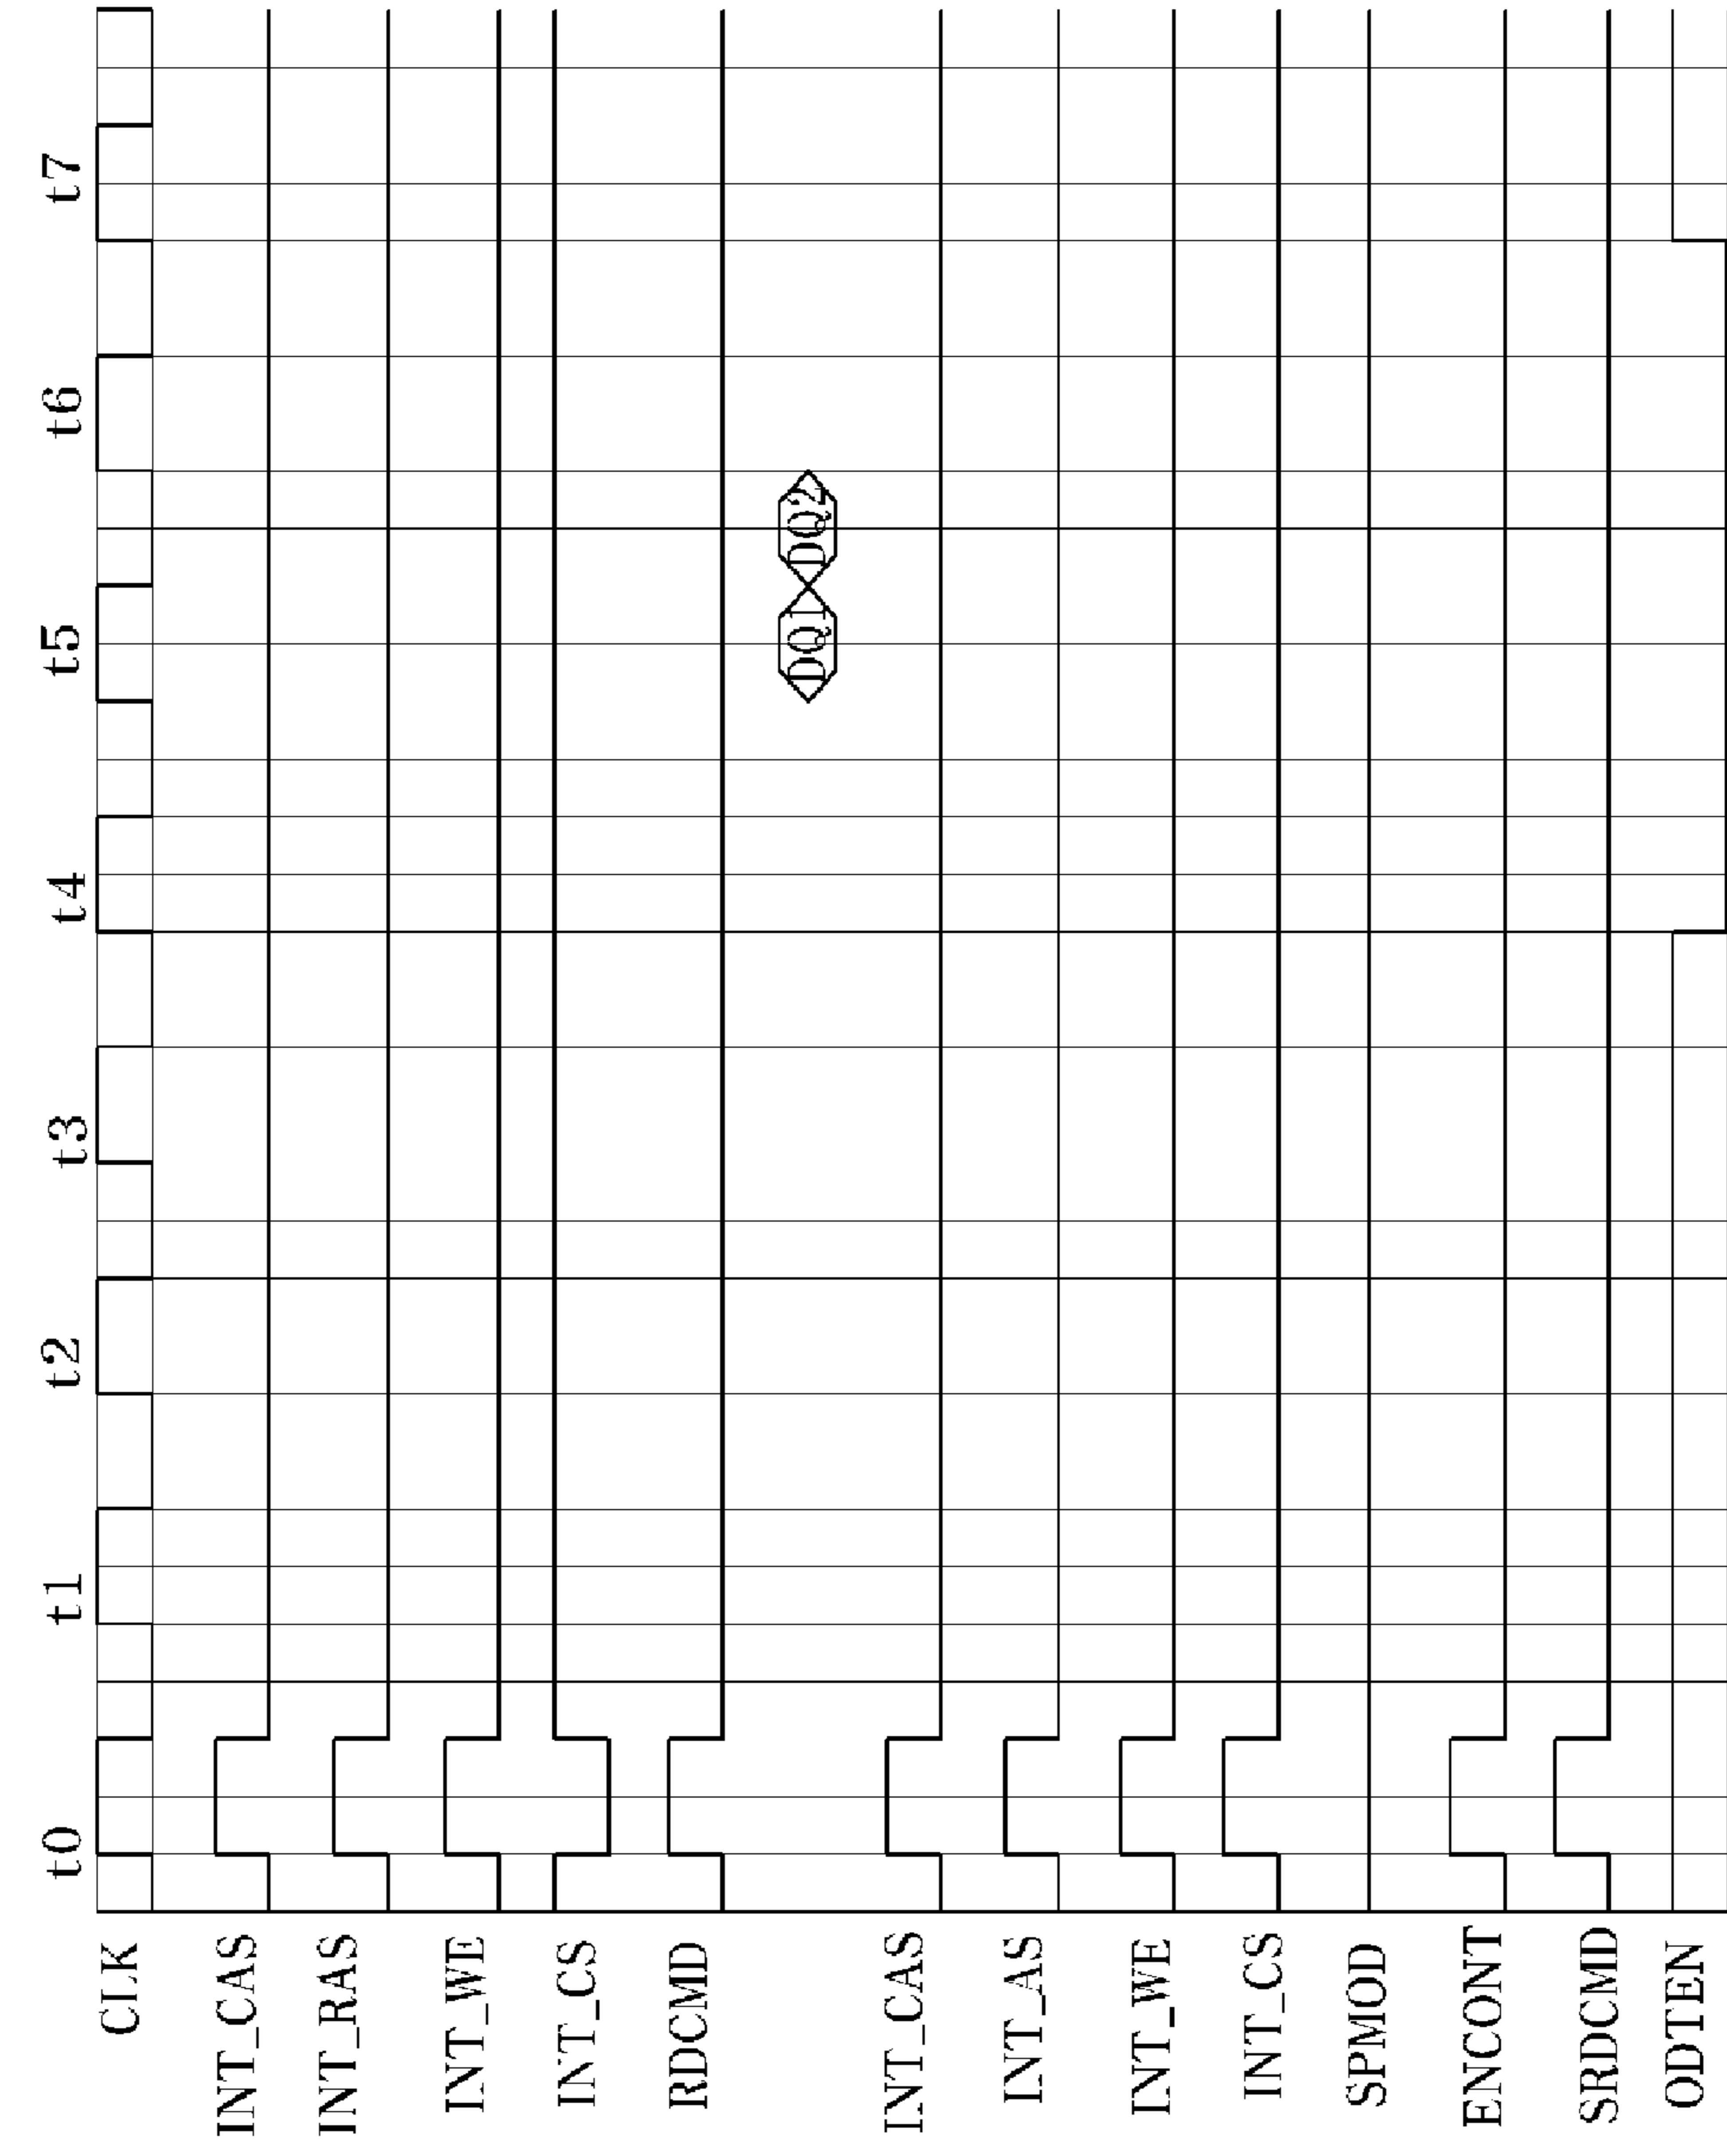 t0 t1 t2 t3 t4 t5 t6 t7
CLK
INT_CAS
INT_RAS
INT_WE
INT_CS
IRDCMD
DQ1 DQ2
INT_CAS
INT_AS
INT_WE
INT_CS
SPMOD
ENCONT
SRDCMD
ODTEN